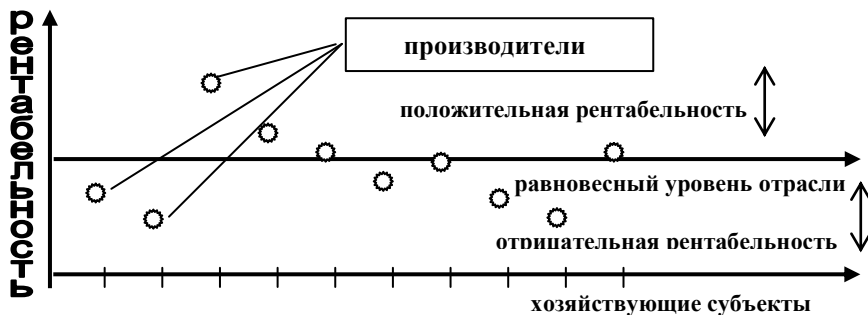 рентабельность
производители
положительная рентабельность
равновесный уровень отрасли
отрицательная рентабельность
хозяйствующие субъекты